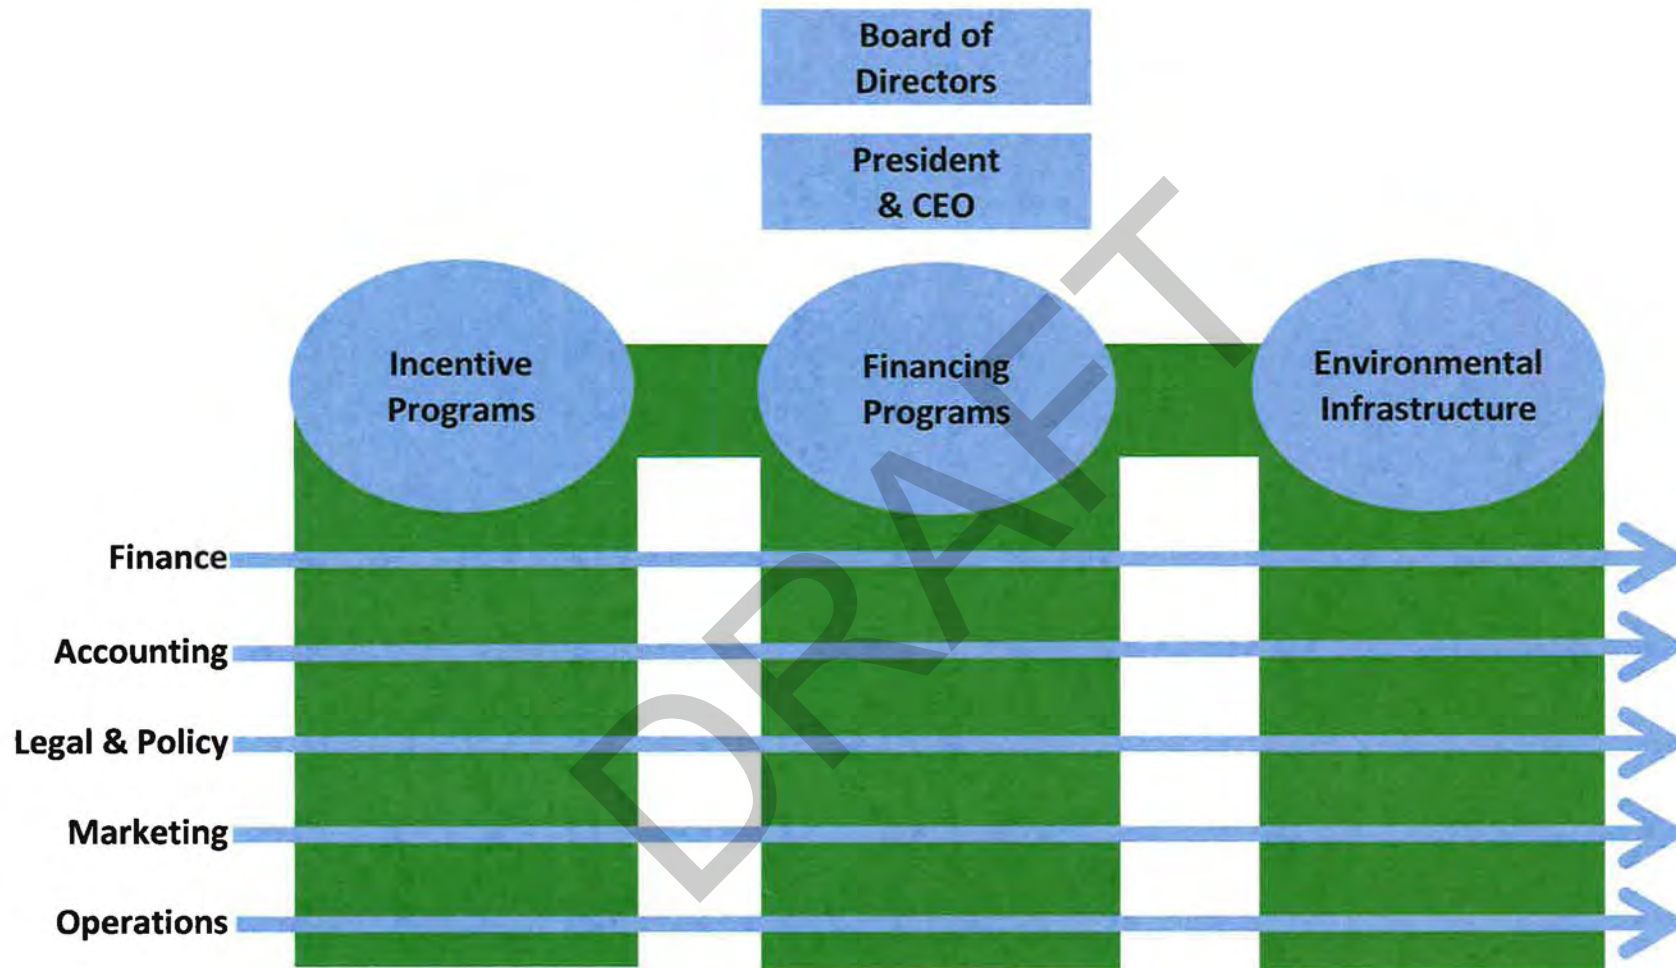 Board of
Directors
President
& CEO
Incentive
Programs
Financing
Programs
Environmental
Infrastructure
Finance
Accounting
Legal & Policy
Marketing
Operations
DRAFT